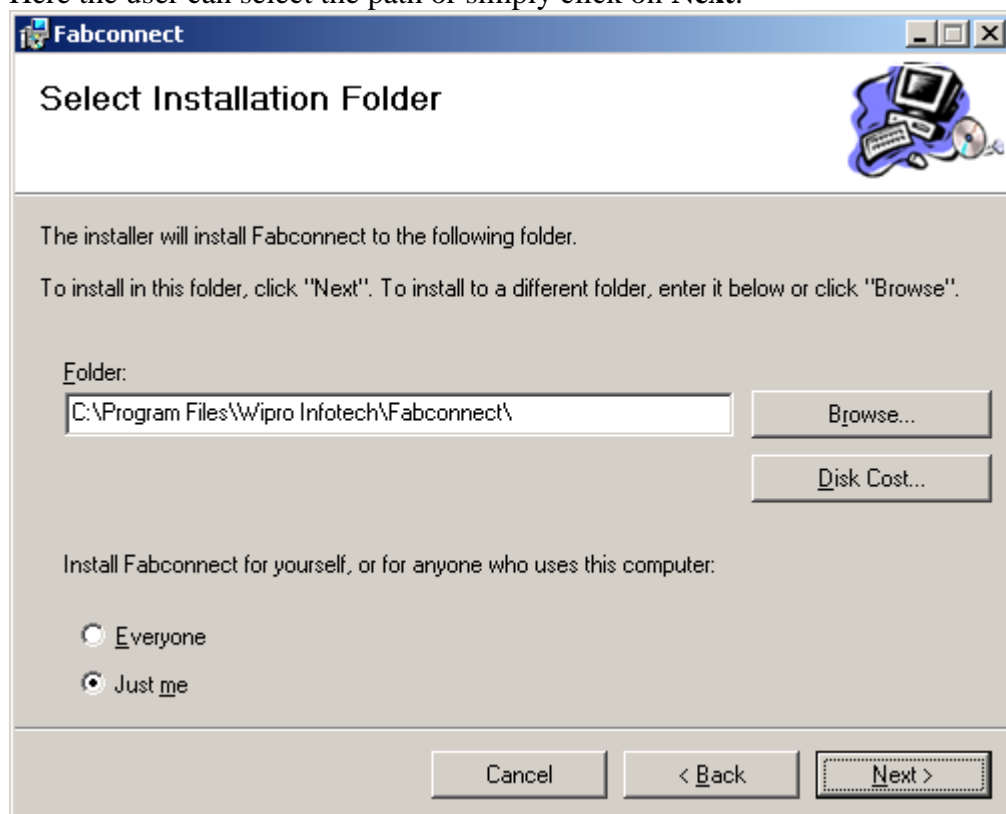 Here the user can select the path or simply click on Next.
Fabconnect
Select Installation Folder
The installer will install Fabconnect to the following folder.
To install in this folder, click "Next". To install to a different folder, enter it below or click "Browse".
Folder:
C:\Program Files\Wipro Infotech\Fabconnect\
Browse...
Disk Cost...
Install Fabconnect for yourself, or for anyone who uses this computer:
Everyone
Just me
Cancel
< Back
Next >